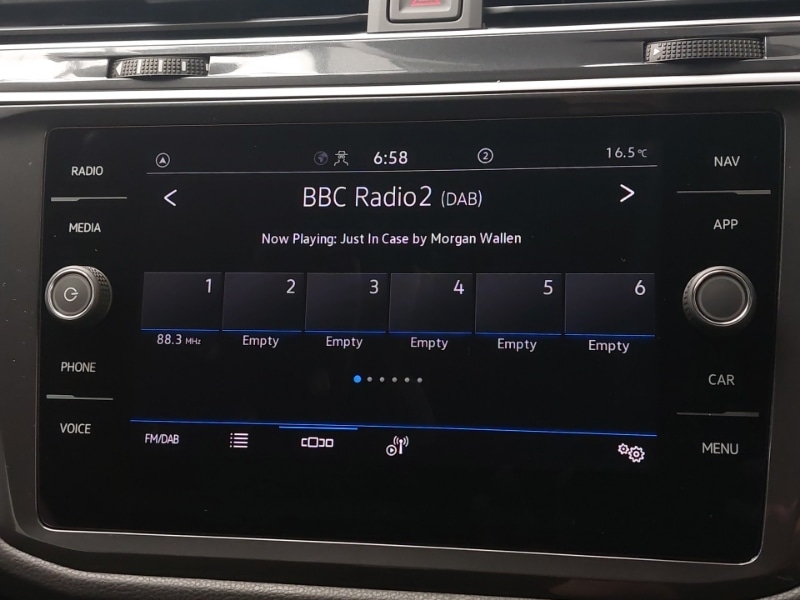 RADIO
MEDIA
PHONE
VOICE
6:58
2
16.5°C
< BBC Radio2 (DAB) >
Now Playing: Just In Case by Morgan Wallen
1 2 3 4 5 6
88.3 MHz Empty Empty Empty Empty Empty
FM/DAB
NAV
APP
CAR
MENU